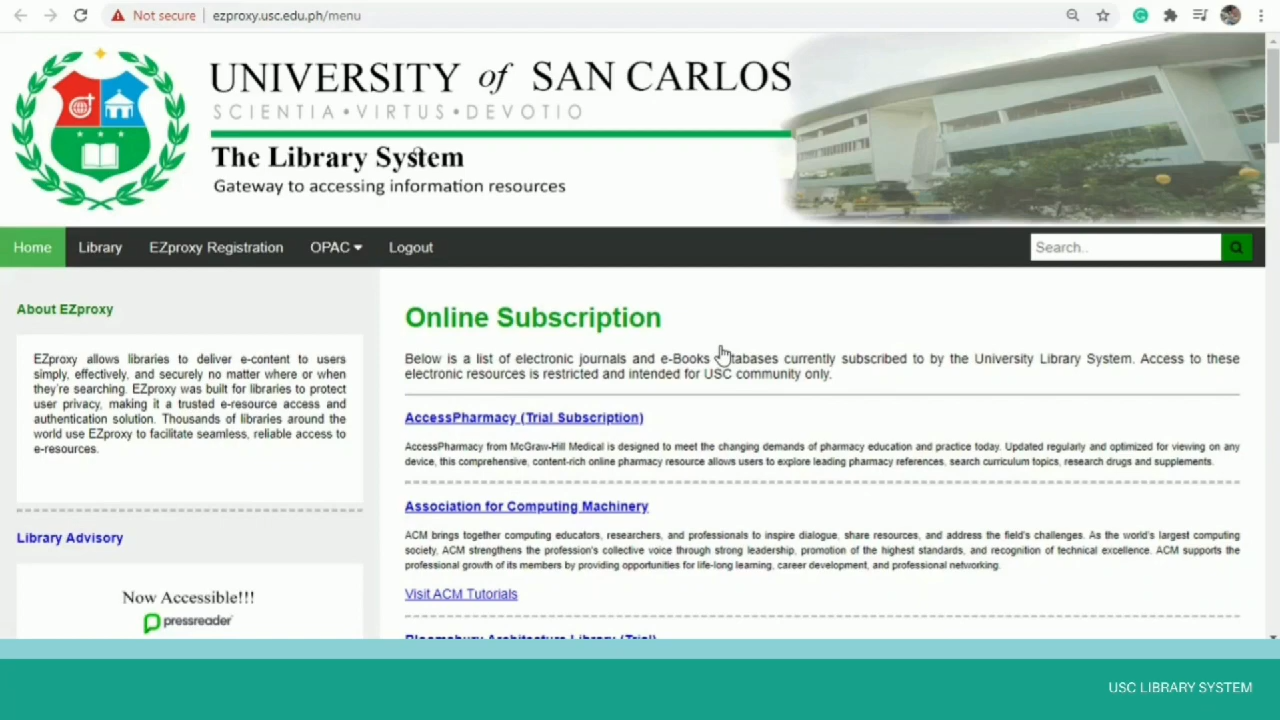 Not secure ezproxy.usc.edu.ph/menu
UNIVERSITY of SAN CARLOS
SCIENTIA•VIRTUS•DEVOTIO
The Library System
Gateway to accessing information resources
Home Library EZproxy Registration OPAC Logout Search..
About EZproxy
EZproxy allows libraries to deliver e-content to users
simply, effectively, and securely no matter where or when
they're searching. EZproxy was built for libraries to protect
user privacy, making it a trusted e-resource access and
authentication solution. Thousands of libraries around the
world use EZproxy to facilitate seamless, reliable access to
e-resources.
Library Advisory
Now Accessible!!!
pressreader
Online Subscription
Below is a list of electronic journals and e-Books databases currently subscribed to by the University Library System. Access to these
electronic resources is restricted and intended for USC community only.
AccessPharmacy (Trial Subscription)
AccessPharmacy from McGraw-Hill Medical is designed to meet the changing demands of pharmacy education and practice today. Updated regularly and optimized for viewing on any
device, this comprehensive, content-rich online pharmacy resource allows users to explore leading pharmacy references, search curriculum topics, research drugs and supplements.
Association for Computing Machinery
ACM brings together computing educators, researchers, and professionals to inspire dialogue, share resources, and address the field's challenges. As the world's largest computing
society, ACM strengthens the profession's collective voice through strong leadership, promotion of the highest standards, and recognition of technical excellence. ACM supports the
professional growth of its members by providing opportunities for life-long learning, career development, and professional networking.
Visit ACM Tutorials
Bloomsbury Architecture Library (Trial)
USC LIBRARY SYSTEM